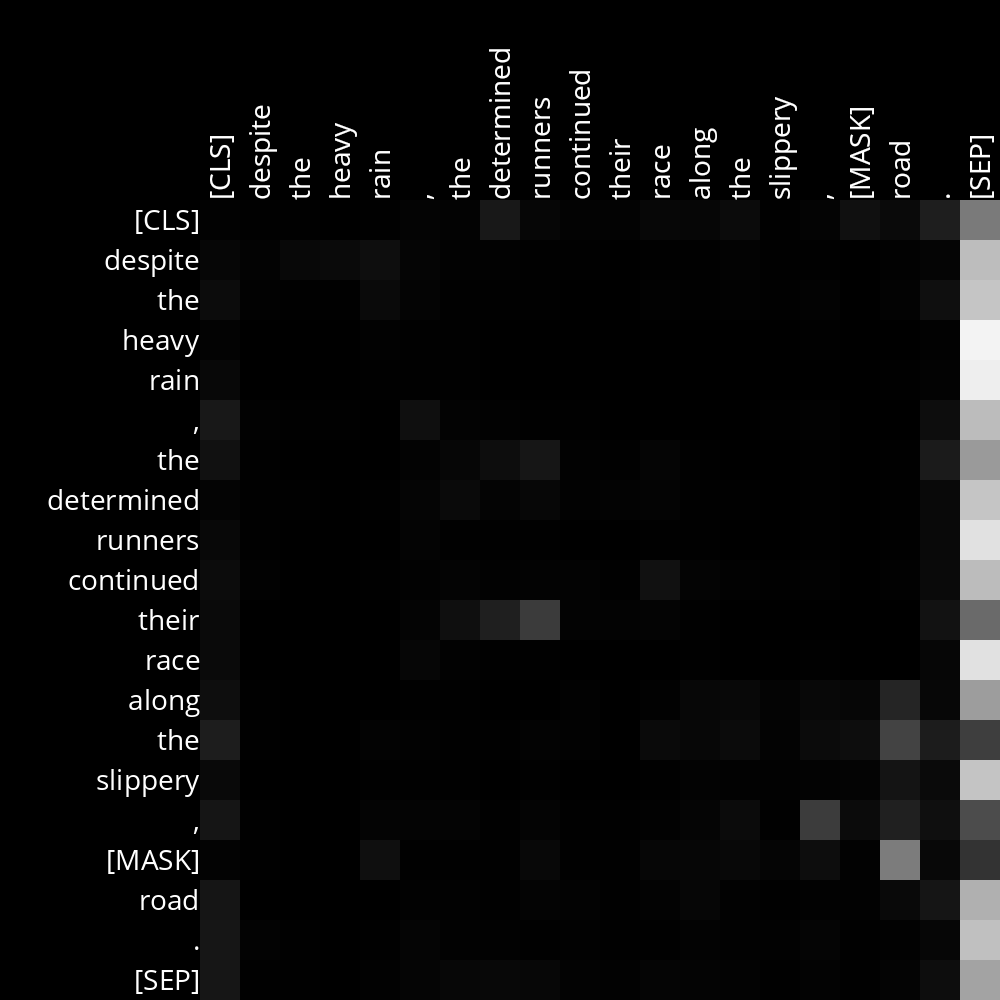 [CLS] despite the heavy rain , the determined runners continued their race along the slippery , [MASK] road . [SEP]
[CLS]
despite
the
heavy
rain
,
the
determined
runners
continued
their
race
along
the
slippery
,
[MASK]
road
.
[SEP]